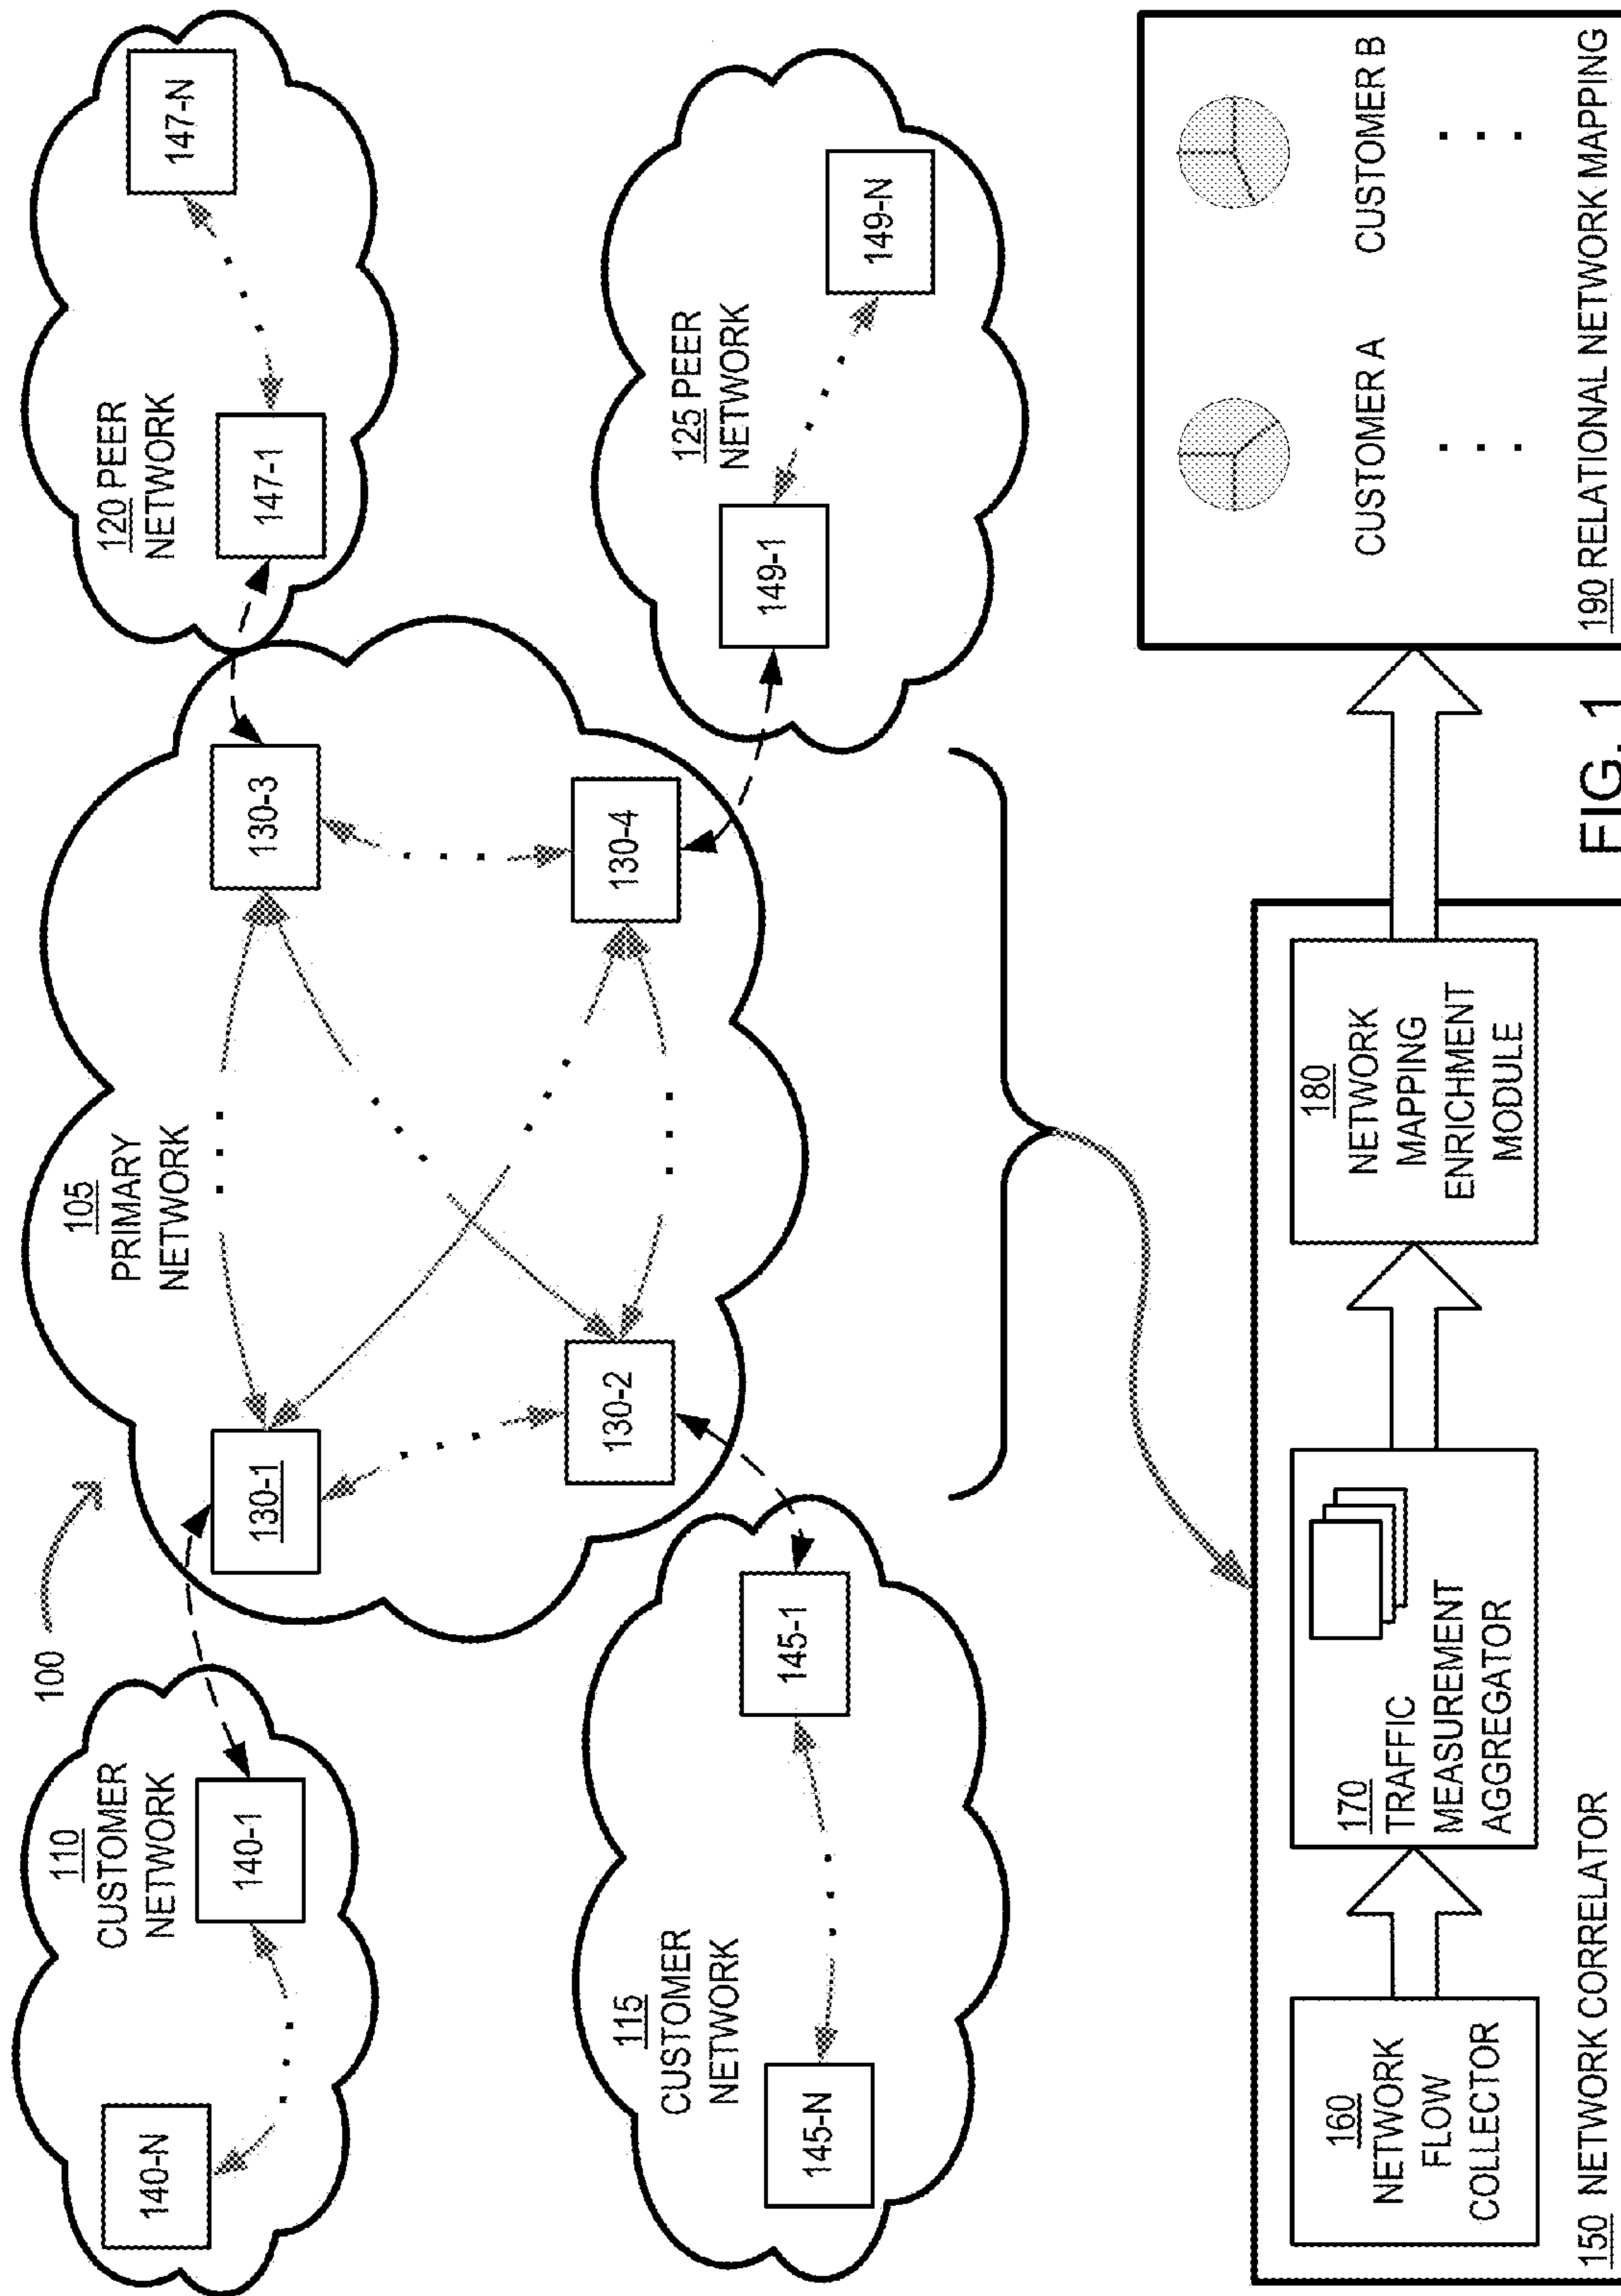 100
110
CUSTOMER
NETWORK
140-N
140-1
105
PRIMARY
NETWORK
130-1
130-3
130-2
130-4
120 PEER
NETWORK
147-1
147-N
115
CUSTOMER
NETWORK
145-N
145-1
125 PEER
NETWORK
149-1
149-N
160
NETWORK
FLOW
COLLECTOR
170
TRAFFIC
MEASUREMENT
AGGREGATOR
180
NETWORK
MAPPING
ENRICHMENT
MODULE
150 NETWORK CORRELATOR
CUSTOMER A
CUSTOMER B
190 RELATIONAL NETWORK MAPPING
FIG. 1